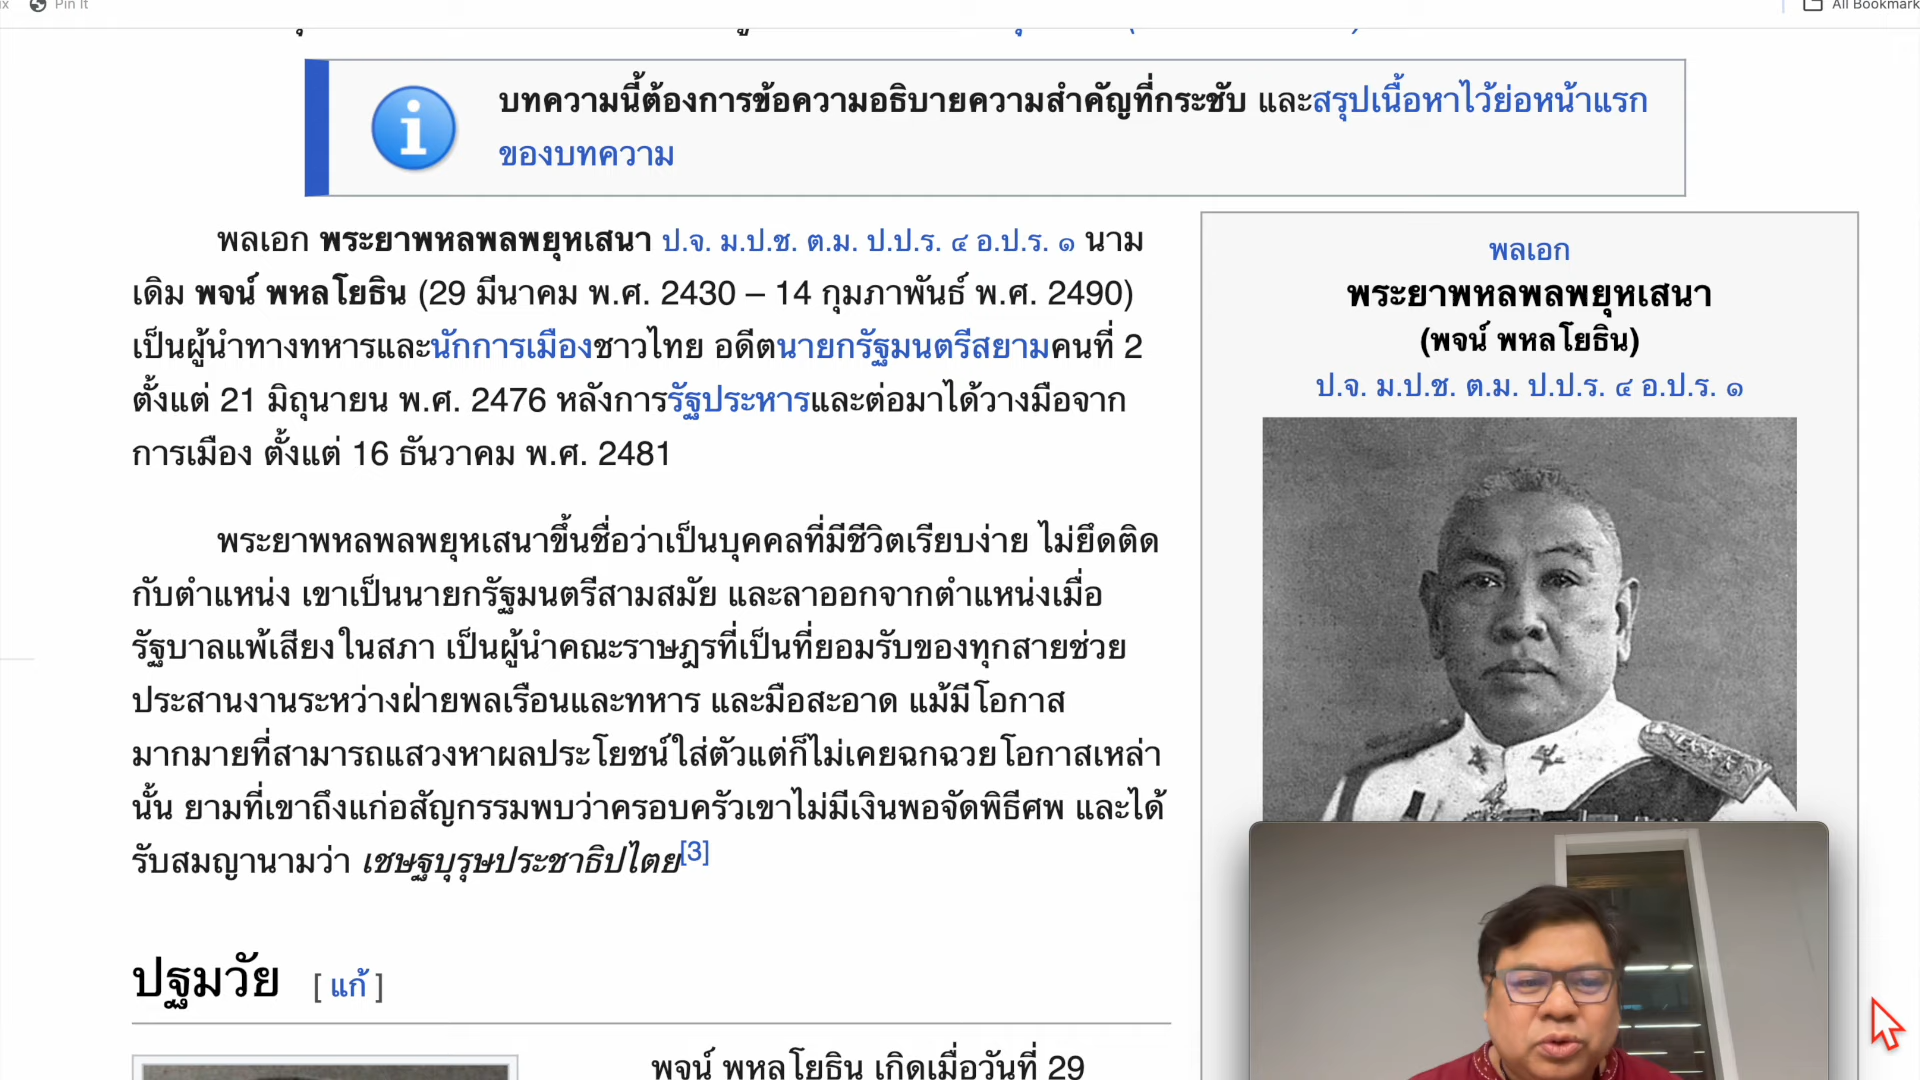 Pin It
All Bookmark
บทความนี้ต้องการข้อความอธิบายความสำคัญที่กระชับ และสรุปเนื้อหาไว้ย่อหน้าแรก
ของบทความ
พลเอก พระยาพหลพลพยุหเสนา ป.จ. ม.ป.ช. ต.ม. ป.ป.ร. ๔ อ.ป.ร. ๑ นาม
เดิม พจน์ พหลโยธิน (29 มีนาคม พ.ศ. 2430 – 14 กุมภาพันธ์ พ.ศ. 2490)
เป็นผู้นำทางทหารและนักการเมืองชาวไทย อดีตนายกรัฐมนตรีสยามคนที่ 2
ตั้งแต่ 21 มิถุนายน พ.ศ. 2476 หลังการรัฐประหารและต่อมาได้วางมือจาก
การเมือง ตั้งแต่ 16 ธันวาคม พ.ศ. 2481
พระยาพหลพลพยุหเสนาขึ้นชื่อว่าเป็นบุคคลที่มีชีวิตเรียบง่าย ไม่ยึดติด
กับตำแหน่ง เขาเป็นนายกรัฐมนตรีสามสมัย และลาออกจากตำแหน่งเมื่อ
รัฐบาลแพ้เสียงในสภา เป็นผู้นำคณะราษฎรที่เป็นที่ยอมรับของทุกสายช่วย
ประสานงานระหว่างฝ่ายพลเรือนและทหาร และมือสะอาด แม้มีโอกาส
มากมายที่สามารถแสวงหาผลประโยชน์ใส่ตัวแต่ก็ไม่เคยฉกฉวยโอกาสเหล่า
นั้น ยามที่เขาถึงแก่อสัญกรรมพบว่าครอบครัวเขาไม่มีเงินพอจัดพิธีศพ และได้
รับสมญานามว่า เชษฐบุรุษประชาธิปไตย[3]
ปฐมวัย [แก้]
พจน์ พหลโยธิน เกิดเมื่อวันที่ 29
พลเอก
พระยาพหลพลพยุหเสนา
(พจน์ พหลโยธิน)
ป.จ. ม.ป.ช. ต.ม. ป.ป.ร. ๔ อ.ป.ร. ๑